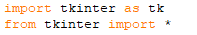 import tkinter as tk
from tkinter import *